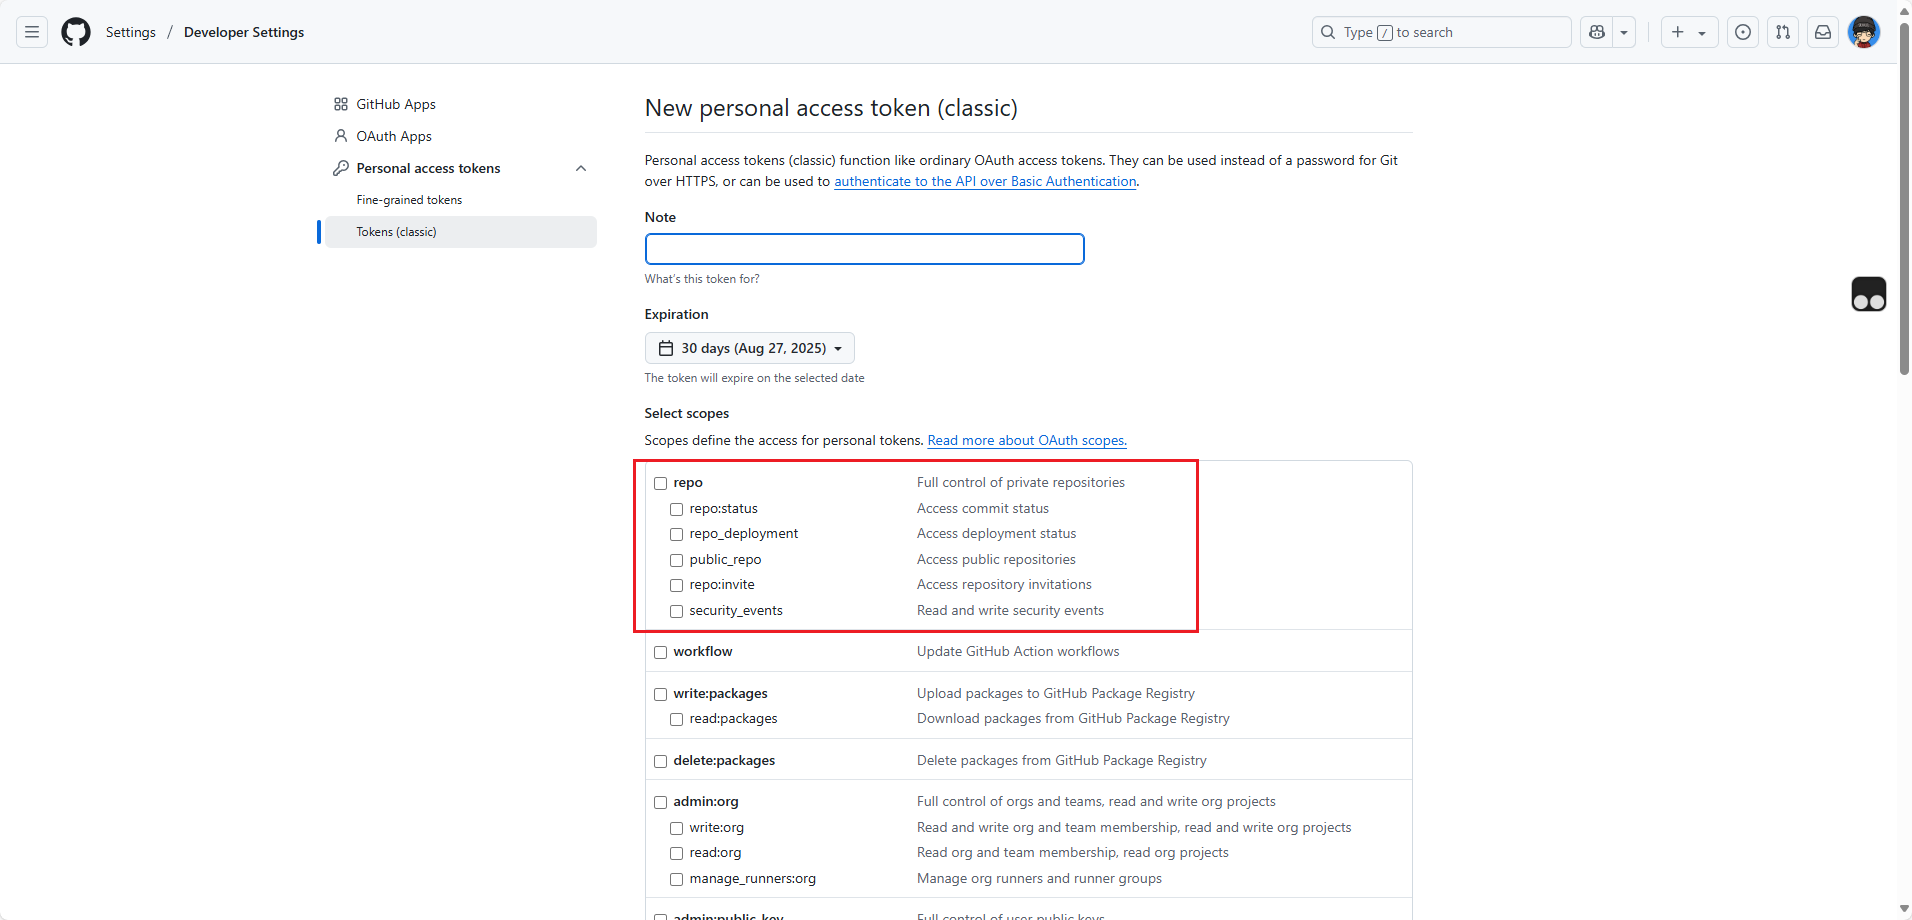 Settings / Developer Settings
Type / to search
GitHub Apps
OAuth Apps
Personal access tokens
Fine-grained tokens
Tokens (classic)
New personal access token (classic)
Personal access tokens (classic) function like ordinary OAuth access tokens. They can be used instead of a password for Git
over HTTPS, or can be used to authenticate to the API over Basic Authentication.
Note
What's this token for?
Expiration
30 days (Aug 27, 2025)
The token will expire on the selected date
Select scopes
Scopes define the access for personal tokens. Read more about OAuth scopes.
repo Full control of private repositories
repo:status Access commit status
repo_deployment Access deployment status
public_repo Access public repositories
repo:invite Access repository invitations
security_events Read and write security events
workflow Update GitHub Action workflows
write:packages Upload packages to GitHub Package Registry
read:packages Download packages from GitHub Package Registry
delete:packages Delete packages from GitHub Package Registry
admin:org Full control of orgs and teams, read and write org projects
write:org Read and write org and team membership, read and write org projects
read:org Read org and team membership, read org projects
manage_runners:org Manage org runners and runner groups
admin:public_key Full control of user public keys